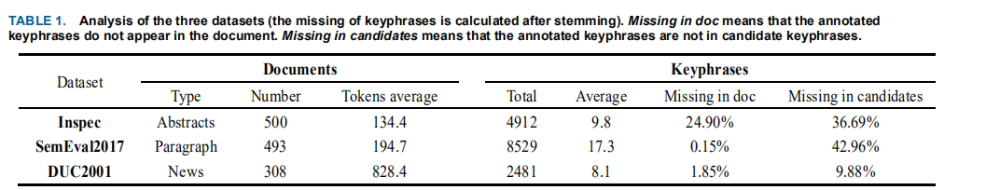 TABLE 1. Analysis of the three datasets (the missing of keyphrases is calculated after stemming). Missing in doc means that the annotated
keyphrases do not appear in the document. Missing in candidates means that the annotated keyphrases are not in candidate keyphrases.
Dataset Documents Keyphrases
Type Number Tokens average Total Average Missing in doc Missing in candidates
Inspec Abstracts 500 134.4 4912 9.8 24.90% 36.69%
SemEval2017 Paragraph 493 194.7 8529 17.3 0.15% 42.96%
DUC2001 News 308 828.4 2481 8.1 1.85% 9.88%